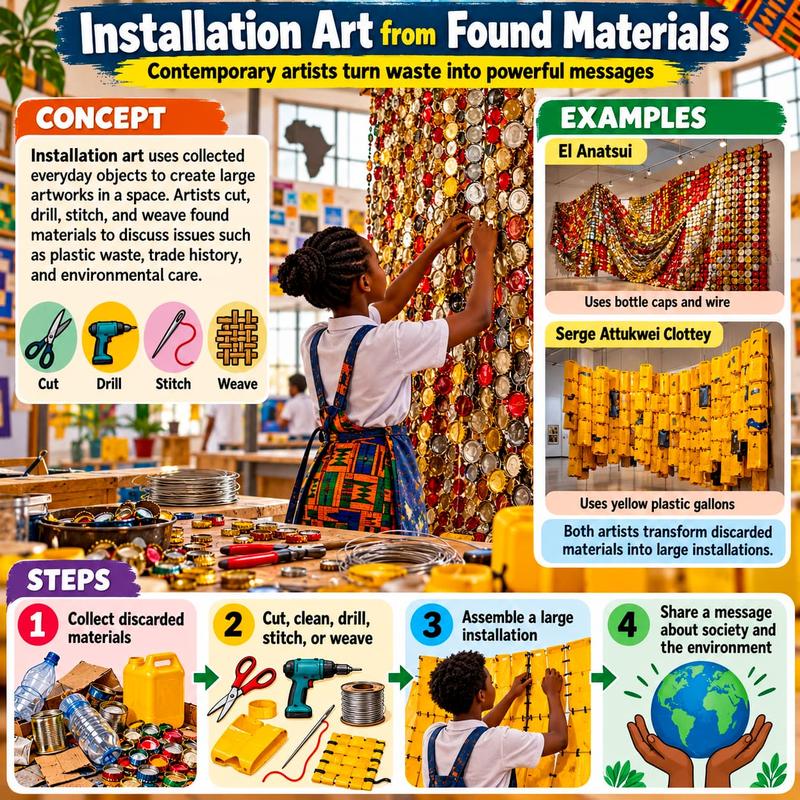 Installation Art from Found Materials
Contemporary artists turn waste into powerful messages
CONCEPT
Installation art uses collected
everyday objects to create large
artworks in a space. Artists cut,
drill, stitch, and weave found
materials to discuss issues such
as plastic waste, trade history,
and environmental care.
Cut
Drill
Stitch
Weave
EXAMPLES
El Anatsui
Uses bottle caps and wire
Serge Attukwei Clottey
Uses yellow plastic gallons
Both artists transform discarded
materials into large installations.
STEPS
1
Collect discarded
materials
2
Cut, clean, drill,
stitch, or weave
3
Assemble a large
installation
4
Share a message
about society and
the environment